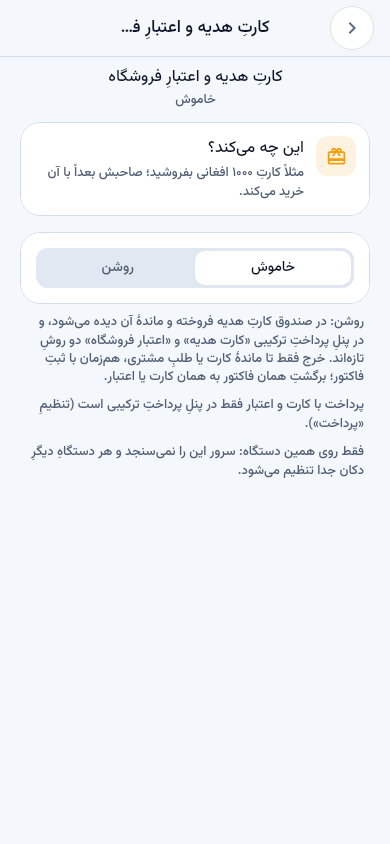 کارتِ هدیه و اعتبارِ فـ...
کارتِ هدیه و اعتبارِ فروشگاه
خاموش
این چه می‌کند؟
مثلاً کارتِ ۱۰۰۰ افغانی بفروشید؛ صاحبش بعداً با آن
خرید می‌کند.
خاموش
روشن
روشن: در صندوق کارتِ هدیه فروخته و ماندهٔ آن دیده می‌شود، و
در پنلِ پرداختِ ترکیبی «کارت هدیه» و «اعتبار فروشگاه» دو روشِ
تازه‌اند. خرج فقط تا ماندهٔ کارت یا طلبِ مشتری، هم‌زمان با ثبتِ
فاکتور؛ برگشتِ همان فاکتور به همان کارت یا اعتبار.
پرداخت با کارت و اعتبار فقط در پنلِ پرداختِ ترکیبی است (تنظیمِ
«پرداخت»).
فقط روی همین دستگاه: سرور این را نمی‌سنجد و هر دستگاهِ دیگرِ
دکان جدا تنظیم می‌شود.